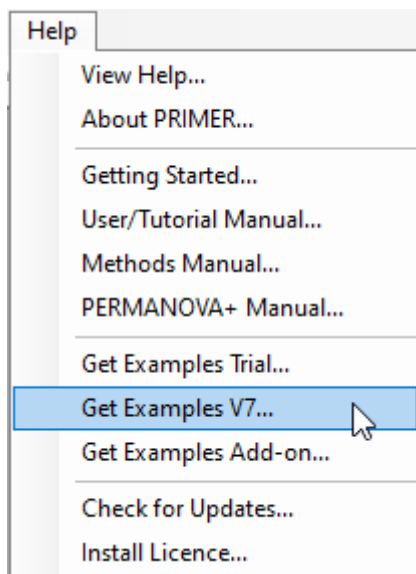 Help
View Help...
About PRIMER...
Getting Started...
User/Tutorial Manual...
Methods Manual...
PERMANOVA+ Manual...
Get Examples Trial...
Get Examples V7...
Get Examples Add-on...
Check for Updates...
Install Licence...